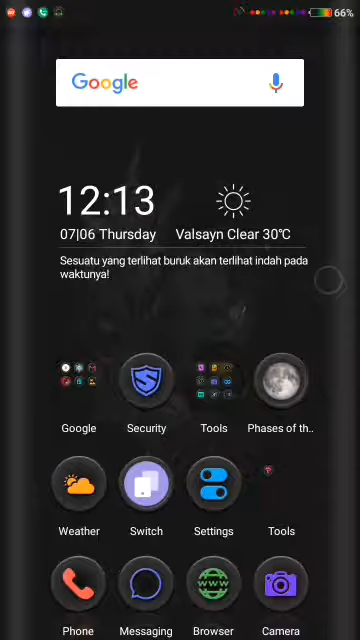 66%
Google
12:13
07|06 Thursday
Valsayn Clear 30℃
Sesuatu yang terlihat buruk akan terlihat indah pada
waktunya!
Google
Security
Tools
Phases of th..
Weather
Switch
Settings
Tools
Phone
Messaging
Browser
Camera